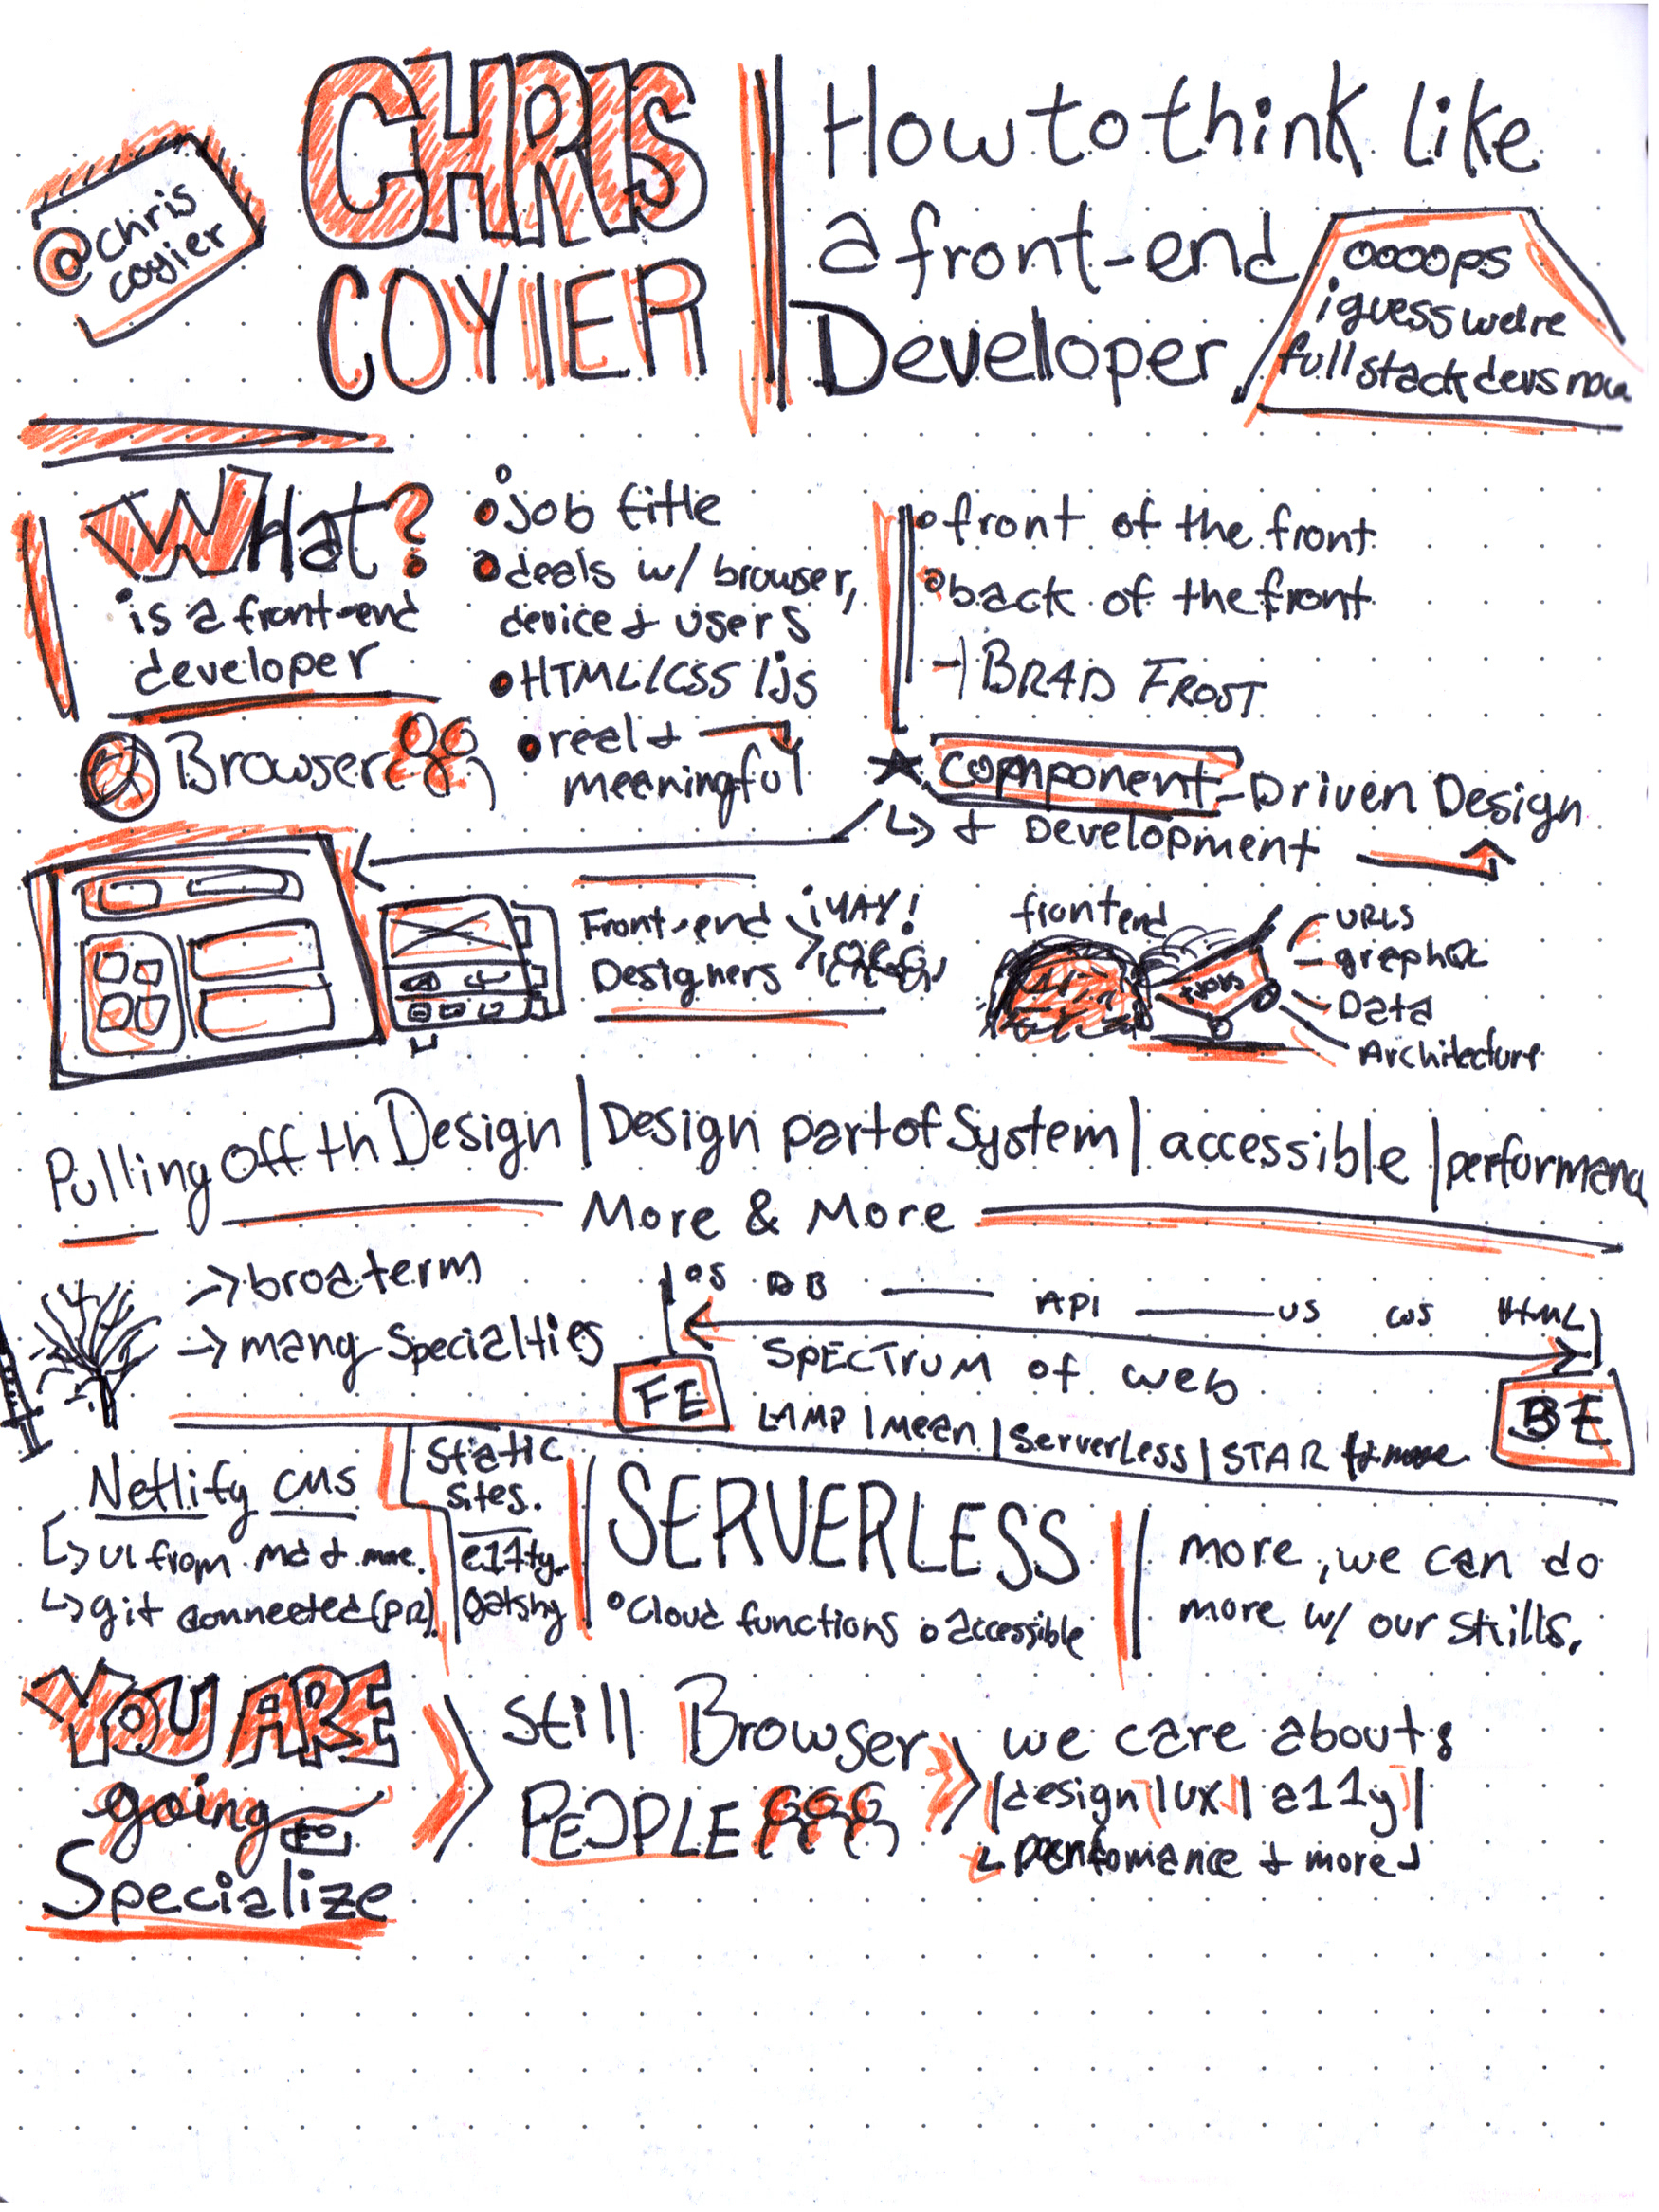 @chris
coyier
CHRIS
COYIER
How to think like
a front-end
Developer
oooops
i guess we're
full stack devs now
What?
is a front-end
developer
Browser
• job title
• deals w/ browser,
device & users
• HTML/CSS/js
• real &
meaningful
• front of the front
• back of the front
BRAD FROST
component-Driven Design
& Development
Front-end
Designers
¡YAY!
frontend
URLS
Data
Architecture
Pulling off th Design | Design part of System | accessible | performanc
More & More
→ broa term
→ many Specialties
OS DB API US CSS HTML
SPECTRUM of web
FE
LAMP | Mean | Serverless | STAR & more
BE
Netlify CMS
UI from md & more.
git connected (PR)
Static
Sites.
e11ty.
Gatsby
SERVERLESS
• cloud functions • accessible
more, we can do
more w/ our skills.
YOU ARE
going to
Specialize
Still Browser
PEOPLE
we care about:
|design|ux|a11y|
performance & more